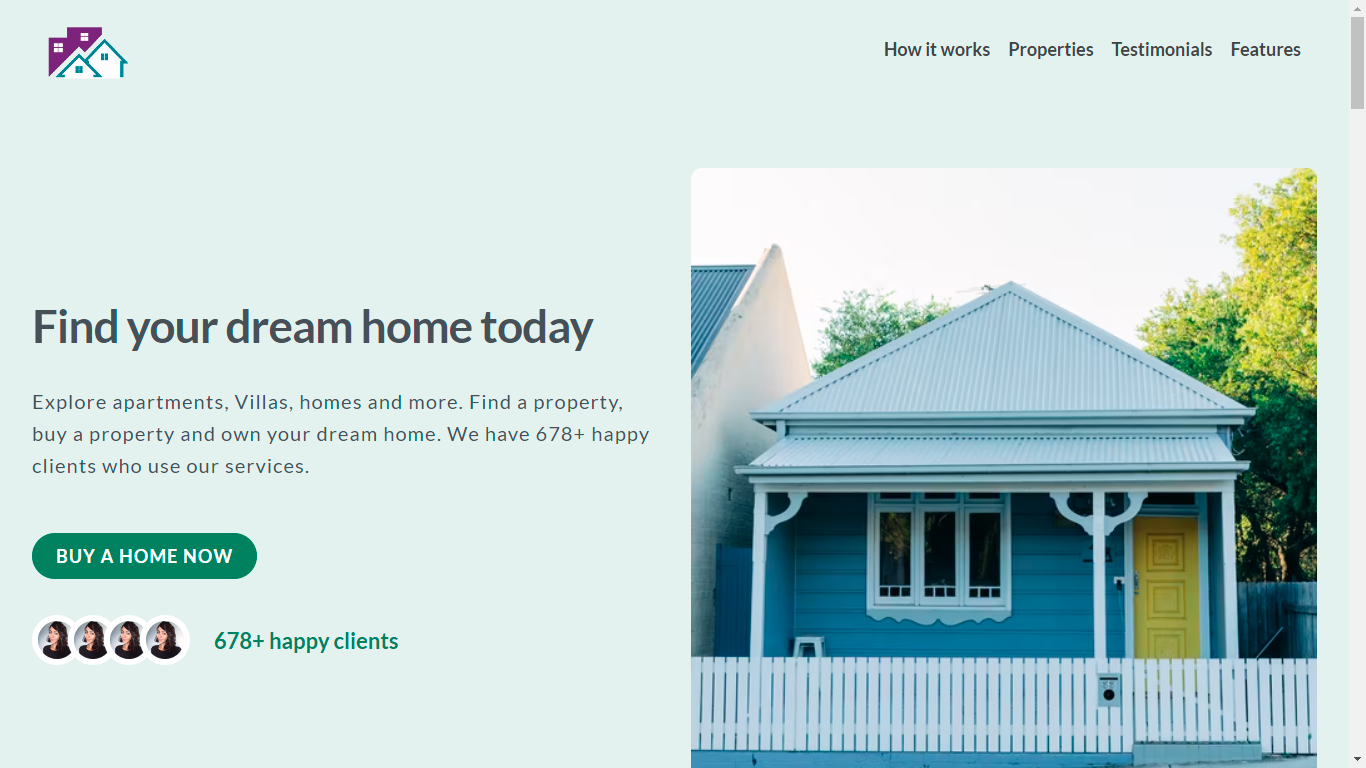 How it works Properties Testimonials Features
Find your dream home today
Explore apartments, Villas, homes and more. Find a property,
buy a property and own your dream home. We have 678+ happy
clients who use our services.
BUY A HOME NOW
678+ happy clients